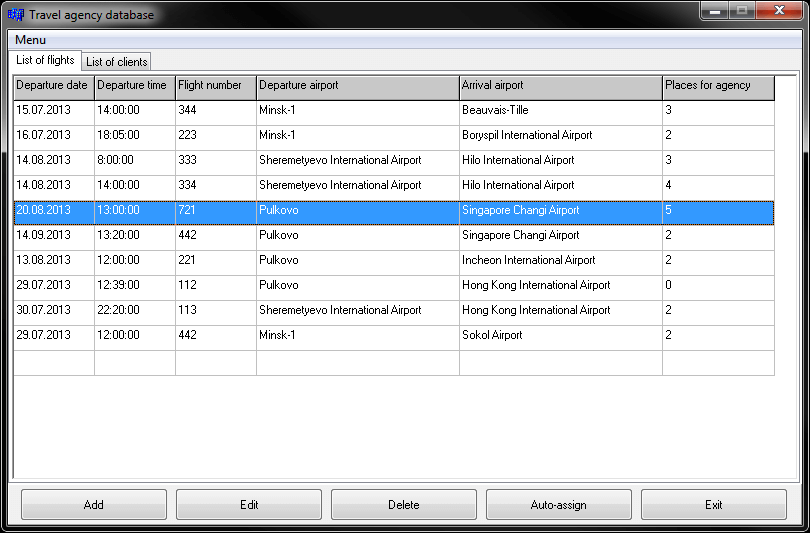 Travel agency database
Menu
List of flights List of clients
Departure date Departure time Flight number Departure airport Arrival airport Places for agency
15.07.2013 14:00:00 344 Minsk-1 Beauvais-Tille 3
16.07.2013 18:05:00 223 Minsk-1 Boryspil International Airport 2
14.08.2013 8:00:00 333 Sheremetyevo International Airport Hilo International Airport 3
14.08.2013 14:00:00 334 Sheremetyevo International Airport Hilo International Airport 4
20.08.2013 13:00:00 721 Pulkovo Singapore Changi Airport 5
14.09.2013 13:20:00 442 Pulkovo Singapore Changi Airport 2
13.08.2013 12:00:00 221 Pulkovo Incheon International Airport 2
29.07.2013 12:39:00 112 Pulkovo Hong Kong International Airport 0
30.07.2013 22:20:00 113 Sheremetyevo International Airport Hong Kong International Airport 2
29.07.2013 12:00:00 442 Minsk-1 Sokol Airport 2
Add Edit Delete Auto-assign Exit